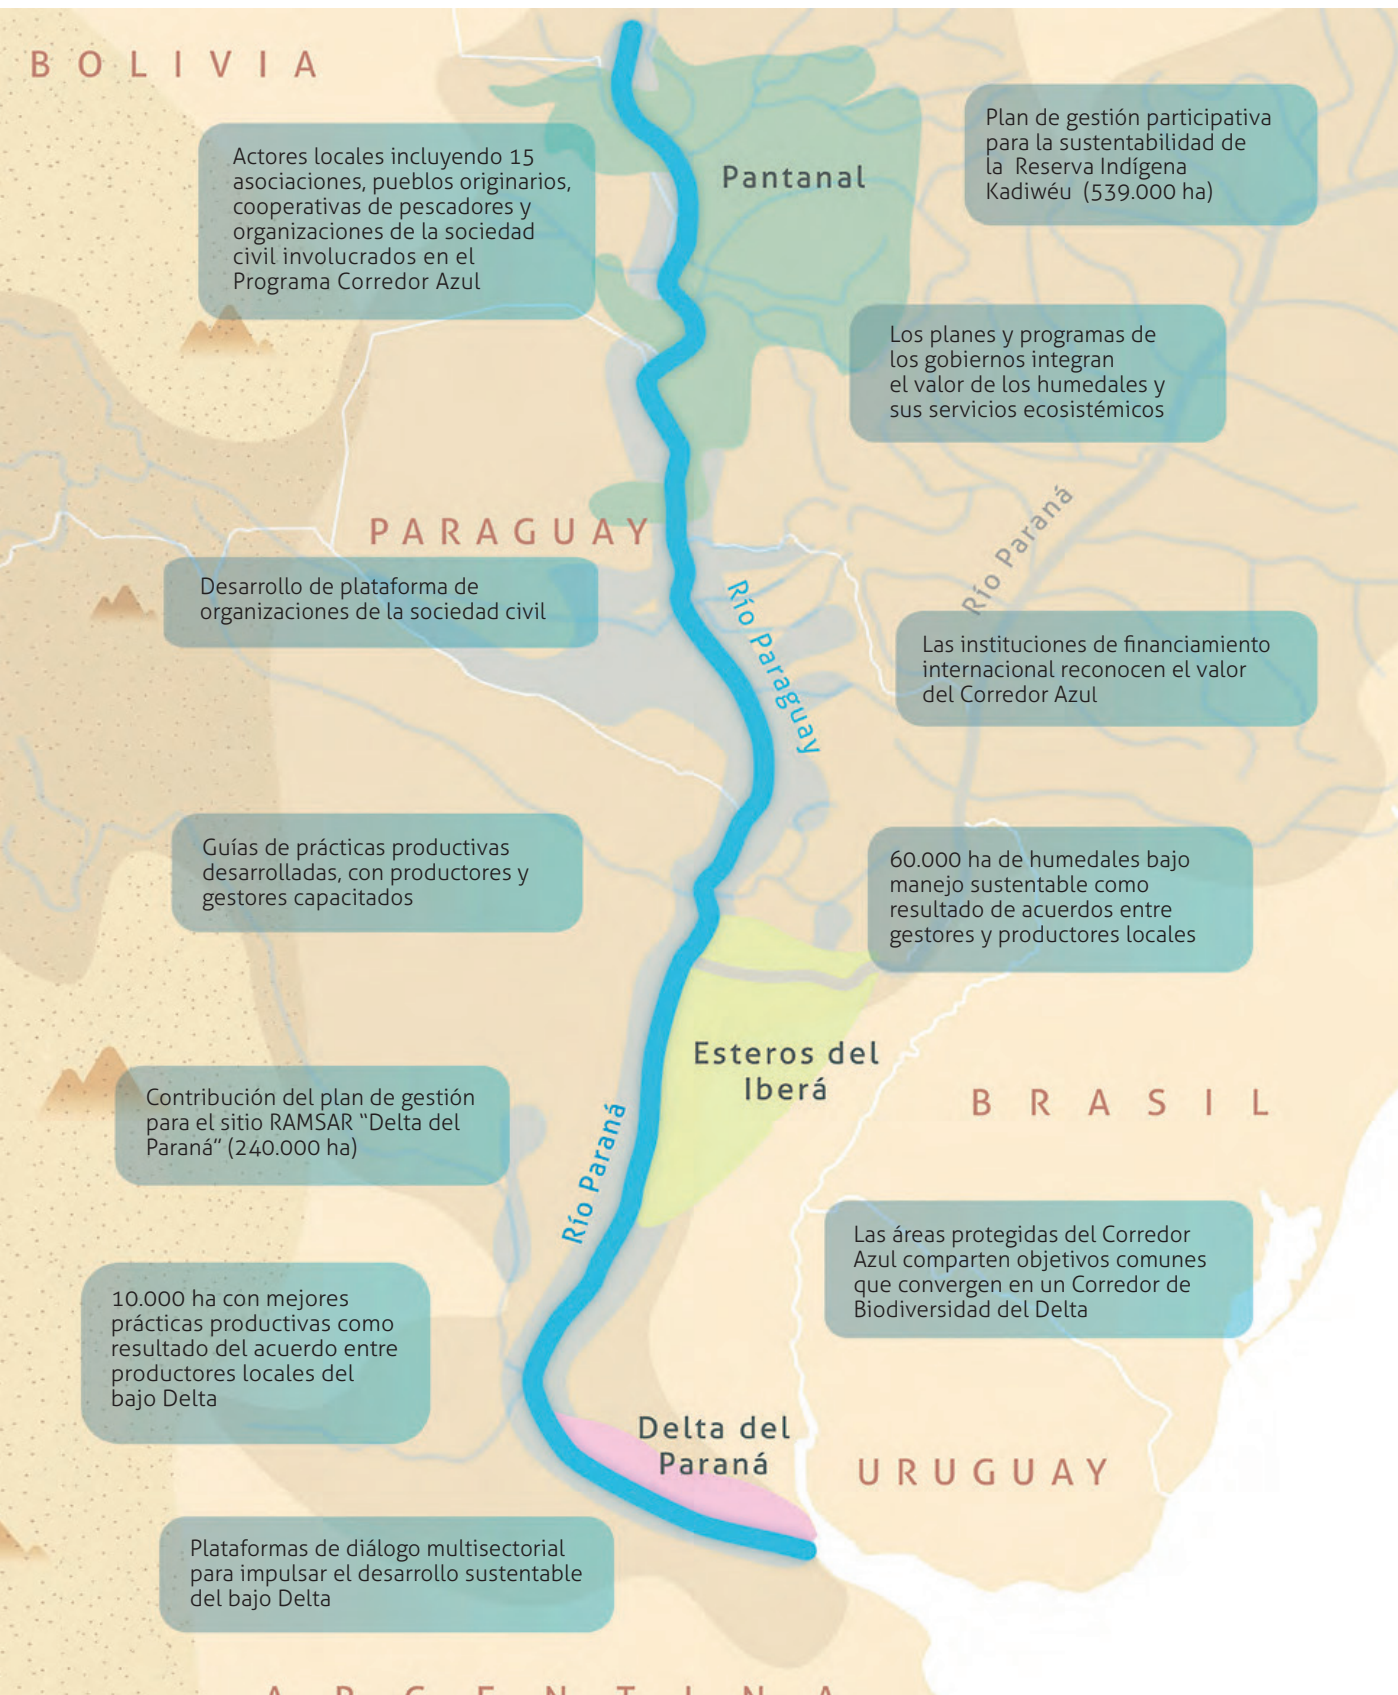 BOLIVIA
Actores locales incluyendo 15
asociaciones, pueblos originarios,
cooperativas de pescadores y
organizaciones de la sociedad
civil involucrados en el
Programa Corredor Azul
Pantanal
Plan de gestión participativa
para la sustentabilidad de
la Reserva Indígena
Kadiwéu (539.000 ha)
Los planes y programas de
los gobiernos integran
el valor de los humedales y
sus servicios ecosistémicos
PARAGUAY
Río Paraná
Desarrollo de plataforma de
organizaciones de la sociedad civil
Río Paraguay
Las instituciones de financiamiento
internacional reconocen el valor
del Corredor Azul
Guías de prácticas productivas
desarrolladas, con productores y
gestores capacitados
60.000 ha de humedales bajo
manejo sustentable como
resultado de acuerdos entre
gestores y productores locales
Esteros del
Iberá
BRASIL
Contribución del plan de gestión
para el sitio RAMSAR “Delta del
Paraná” (240.000 ha)
Río Paraná
Las áreas protegidas del Corredor
Azul comparten objetivos comunes
que convergen en un Corredor de
Biodiversidad del Delta
10.000 ha con mejores
prácticas productivas como
resultado del acuerdo entre
productores locales del
bajo Delta
Delta del
Paraná
URUGUAY
Plataformas de diálogo multisectorial
para impulsar el desarrollo sustentable
del bajo Delta
ARGENTINA